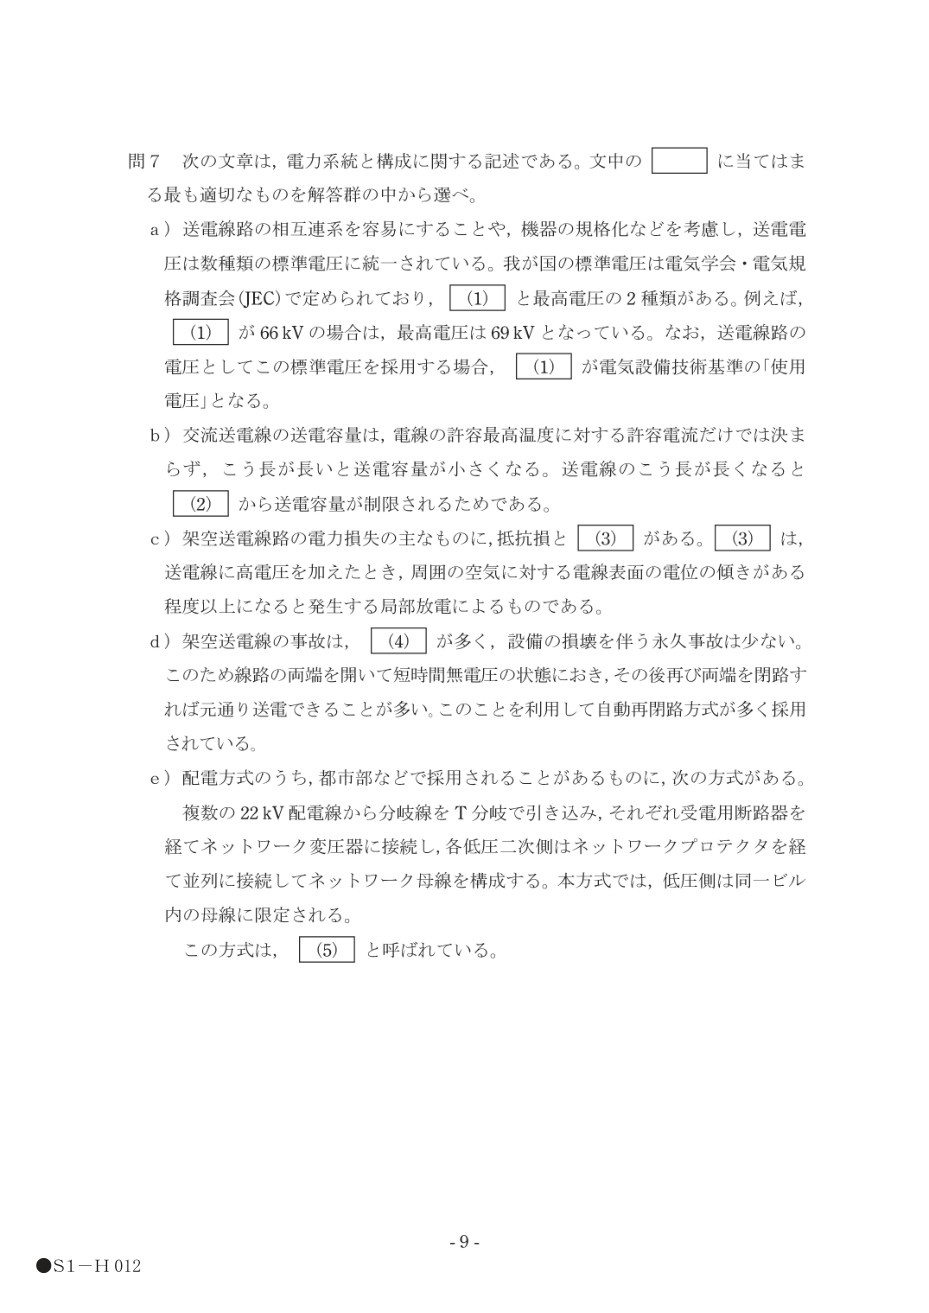 問7　次の文章は，電力系統と構成に関する記述である。文中の　　　に当てはま
る最も適切なものを解答群の中から選べ。
a）送電線路の相互連系を容易にすることや，機器の規格化などを考慮し，送電電
圧は数種類の標準電圧に統一されている。我が国の標準電圧は電気学会・電気規
格調査会(JEC)で定められており，(1) と最高電圧の2種類がある。例えば，
(1) が66 kVの場合は，最高電圧は69 kVとなっている。なお，送電線路の
電圧としてこの標準電圧を採用する場合，(1) が電気設備技術基準の「使用
電圧」となる。
b）交流送電線の送電容量は，電線の許容最高温度に対する許容電流だけでは決ま
らず，こう長が長いと送電容量が小さくなる。送電線のこう長が長くなると
(2) から送電容量が制限されるためである。
c）架空送電線路の電力損失の主なものに，抵抗損と (3) がある。(3) は，
送電線に高電圧を加えたとき，周囲の空気に対する電線表面の電位の傾きがある
程度以上になると発生する局部放電によるものである。
d）架空送電線の事故は，(4) が多く，設備の損壊を伴う永久事故は少ない。
このため線路の両端を開いて短時間無電圧の状態におき，その後再び両端を閉路す
れば元通り送電できることが多い。このことを利用して自動再閉路方式が多く採用
されている。
e）配電方式のうち，都市部などで採用されることがあるものに，次の方式がある。
複数の22 kV配電線から分岐線をT分岐で引き込み，それぞれ受電用断路器を
経てネットワーク変圧器に接続し，各低圧二次側はネットワークプロテクタを経
て並列に接続してネットワーク母線を構成する。本方式では，低圧側は同一ビル
内の母線に限定される。
この方式は，(5) と呼ばれている。
- 9 -
●S1－H 012